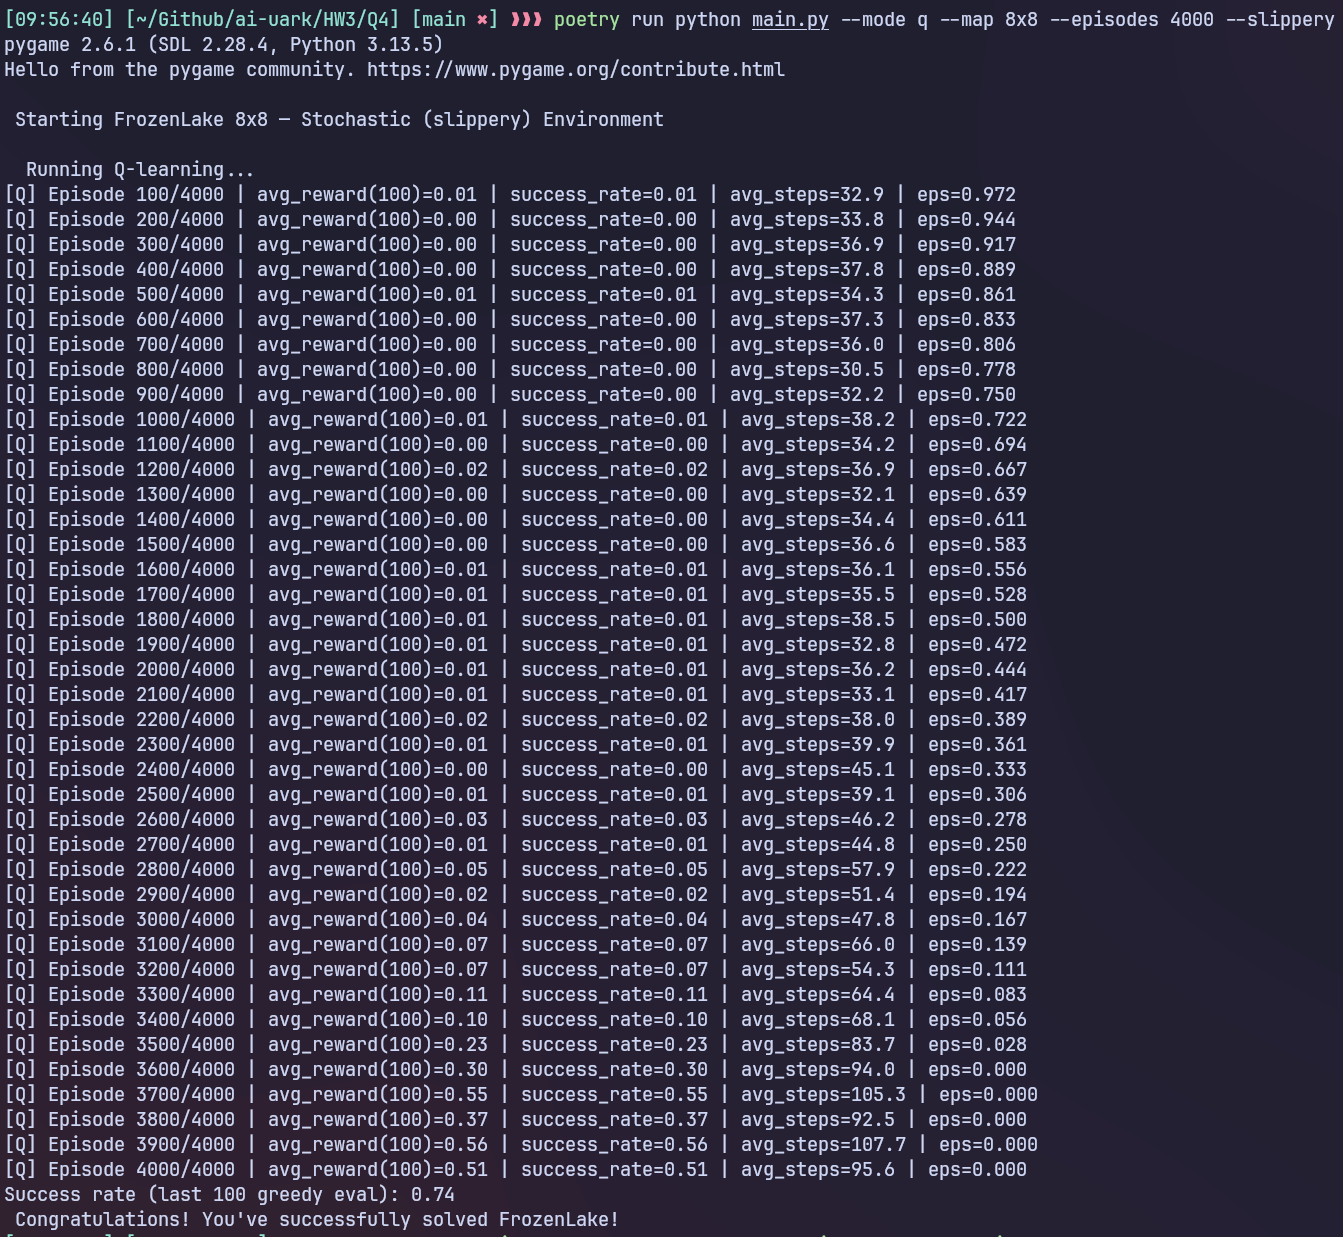 [09:56:40] [~/Github/ai-uark/HW3/Q4] [main ✖] ❱❱❱ poetry run python main.py --mode q --map 8x8 --episodes 4000 --slippery
pygame 2.6.1 (SDL 2.28.4, Python 3.13.5)
Hello from the pygame community. https://www.pygame.org/contribute.html
Starting FrozenLake 8x8 — Stochastic (slippery) Environment
Running Q-learning...
[Q] Episode 100/4000 | avg_reward(100)=0.01 | success_rate=0.01 | avg_steps=32.9 | eps=0.972
[Q] Episode 200/4000 | avg_reward(100)=0.00 | success_rate=0.00 | avg_steps=33.8 | eps=0.944
[Q] Episode 300/4000 | avg_reward(100)=0.00 | success_rate=0.00 | avg_steps=36.9 | eps=0.917
[Q] Episode 400/4000 | avg_reward(100)=0.00 | success_rate=0.00 | avg_steps=37.8 | eps=0.889
[Q] Episode 500/4000 | avg_reward(100)=0.01 | success_rate=0.01 | avg_steps=34.3 | eps=0.861
[Q] Episode 600/4000 | avg_reward(100)=0.00 | success_rate=0.00 | avg_steps=37.3 | eps=0.833
[Q] Episode 700/4000 | avg_reward(100)=0.00 | success_rate=0.00 | avg_steps=36.0 | eps=0.806
[Q] Episode 800/4000 | avg_reward(100)=0.00 | success_rate=0.00 | avg_steps=30.5 | eps=0.778
[Q] Episode 900/4000 | avg_reward(100)=0.00 | success_rate=0.00 | avg_steps=32.2 | eps=0.750
[Q] Episode 1000/4000 | avg_reward(100)=0.01 | success_rate=0.01 | avg_steps=38.2 | eps=0.722
[Q] Episode 1100/4000 | avg_reward(100)=0.00 | success_rate=0.00 | avg_steps=34.2 | eps=0.694
[Q] Episode 1200/4000 | avg_reward(100)=0.02 | success_rate=0.02 | avg_steps=36.9 | eps=0.667
[Q] Episode 1300/4000 | avg_reward(100)=0.00 | success_rate=0.00 | avg_steps=32.1 | eps=0.639
[Q] Episode 1400/4000 | avg_reward(100)=0.00 | success_rate=0.00 | avg_steps=34.4 | eps=0.611
[Q] Episode 1500/4000 | avg_reward(100)=0.00 | success_rate=0.00 | avg_steps=36.6 | eps=0.583
[Q] Episode 1600/4000 | avg_reward(100)=0.01 | success_rate=0.01 | avg_steps=36.1 | eps=0.556
[Q] Episode 1700/4000 | avg_reward(100)=0.01 | success_rate=0.01 | avg_steps=35.5 | eps=0.528
[Q] Episode 1800/4000 | avg_reward(100)=0.01 | success_rate=0.01 | avg_steps=38.5 | eps=0.500
[Q] Episode 1900/4000 | avg_reward(100)=0.01 | success_rate=0.01 | avg_steps=32.8 | eps=0.472
[Q] Episode 2000/4000 | avg_reward(100)=0.01 | success_rate=0.01 | avg_steps=36.2 | eps=0.444
[Q] Episode 2100/4000 | avg_reward(100)=0.01 | success_rate=0.01 | avg_steps=33.1 | eps=0.417
[Q] Episode 2200/4000 | avg_reward(100)=0.02 | success_rate=0.02 | avg_steps=38.0 | eps=0.389
[Q] Episode 2300/4000 | avg_reward(100)=0.01 | success_rate=0.01 | avg_steps=39.9 | eps=0.361
[Q] Episode 2400/4000 | avg_reward(100)=0.00 | success_rate=0.00 | avg_steps=45.1 | eps=0.333
[Q] Episode 2500/4000 | avg_reward(100)=0.01 | success_rate=0.01 | avg_steps=39.1 | eps=0.306
[Q] Episode 2600/4000 | avg_reward(100)=0.03 | success_rate=0.03 | avg_steps=46.2 | eps=0.278
[Q] Episode 2700/4000 | avg_reward(100)=0.01 | success_rate=0.01 | avg_steps=44.8 | eps=0.250
[Q] Episode 2800/4000 | avg_reward(100)=0.05 | success_rate=0.05 | avg_steps=57.9 | eps=0.222
[Q] Episode 2900/4000 | avg_reward(100)=0.02 | success_rate=0.02 | avg_steps=51.4 | eps=0.194
[Q] Episode 3000/4000 | avg_reward(100)=0.04 | success_rate=0.04 | avg_steps=47.8 | eps=0.167
[Q] Episode 3100/4000 | avg_reward(100)=0.07 | success_rate=0.07 | avg_steps=66.0 | eps=0.139
[Q] Episode 3200/4000 | avg_reward(100)=0.07 | success_rate=0.07 | avg_steps=54.3 | eps=0.111
[Q] Episode 3300/4000 | avg_reward(100)=0.11 | success_rate=0.11 | avg_steps=64.4 | eps=0.083
[Q] Episode 3400/4000 | avg_reward(100)=0.10 | success_rate=0.10 | avg_steps=68.1 | eps=0.056
[Q] Episode 3500/4000 | avg_reward(100)=0.23 | success_rate=0.23 | avg_steps=83.7 | eps=0.028
[Q] Episode 3600/4000 | avg_reward(100)=0.30 | success_rate=0.30 | avg_steps=94.0 | eps=0.000
[Q] Episode 3700/4000 | avg_reward(100)=0.55 | success_rate=0.55 | avg_steps=105.3 | eps=0.000
[Q] Episode 3800/4000 | avg_reward(100)=0.37 | success_rate=0.37 | avg_steps=92.5 | eps=0.000
[Q] Episode 3900/4000 | avg_reward(100)=0.56 | success_rate=0.56 | avg_steps=107.7 | eps=0.000
[Q] Episode 4000/4000 | avg_reward(100)=0.51 | success_rate=0.51 | avg_steps=95.6 | eps=0.000
Success rate (last 100 greedy eval): 0.74
Congratulations! You've successfully solved FrozenLake!